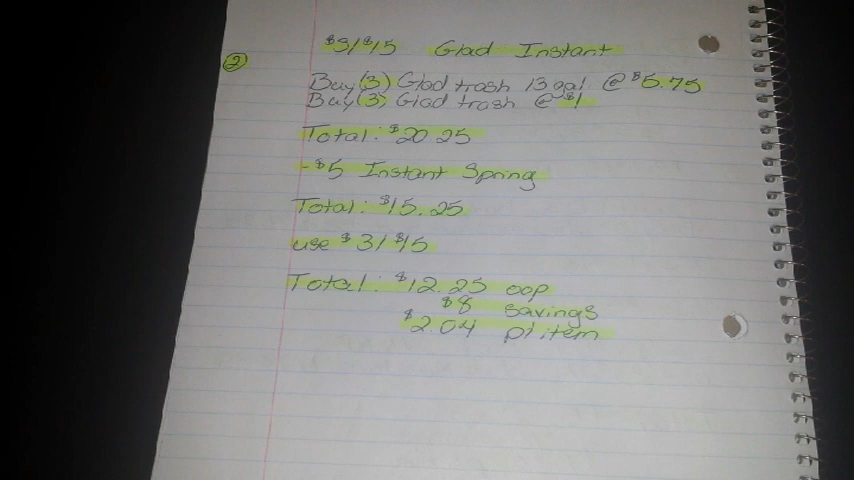 $3/$15 Glad Instant
②
Buy (3) Glad trash 13 gal. @ $5.75
Buy (3) Glad trash @ $1
Total: $20.25
- $5 Instant Spring
Total: $15.25
use $3/$15
Total: $12.25 oop
$8 savings
$2.04 p/item